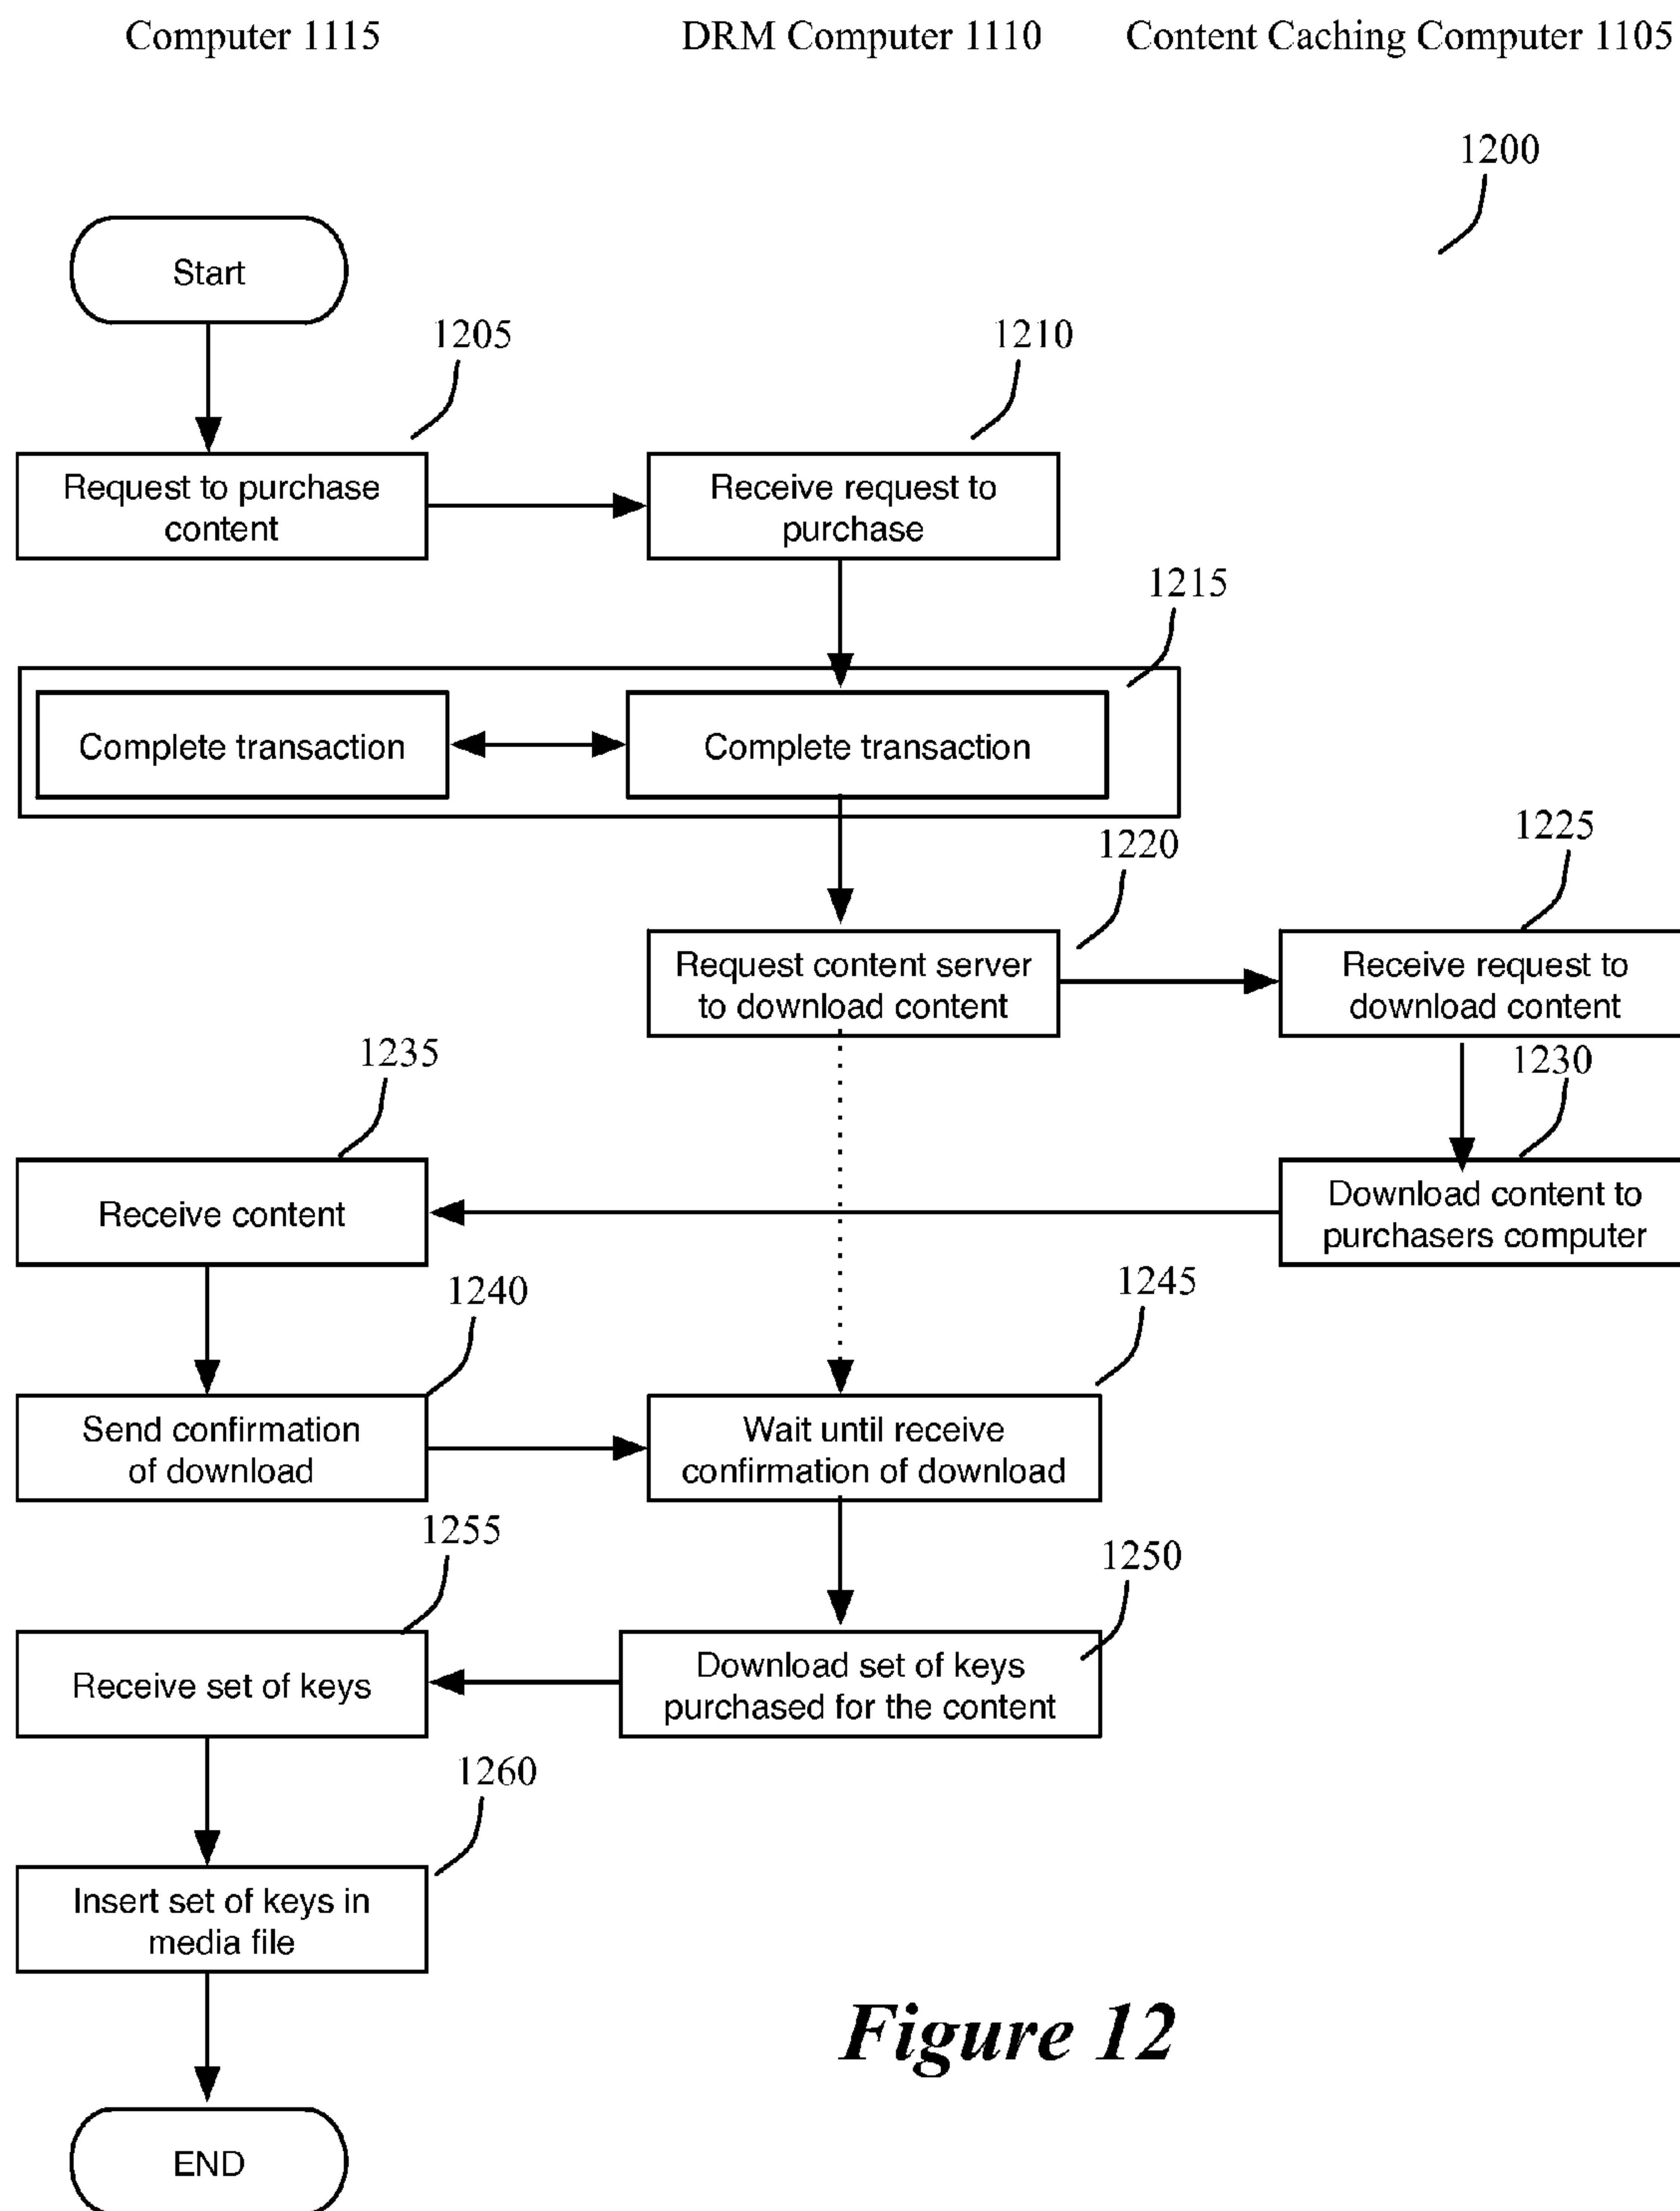 Computer 1115
DRM Computer 1110
Content Caching Computer 1105
1200
Start
1205
1210
Request to purchase
content
Receive request to
purchase
1215
Complete transaction
Complete transaction
1220
1225
Request content server
to download content
Receive request to
download content
1235
1230
Receive content
Download content to
purchasers computer
1240
1245
Send confirmation
of download
Wait until receive
confirmation of download
1255
1250
Receive set of keys
Download set of keys
purchased for the content
1260
Insert set of keys in
media file
Figure 12
END